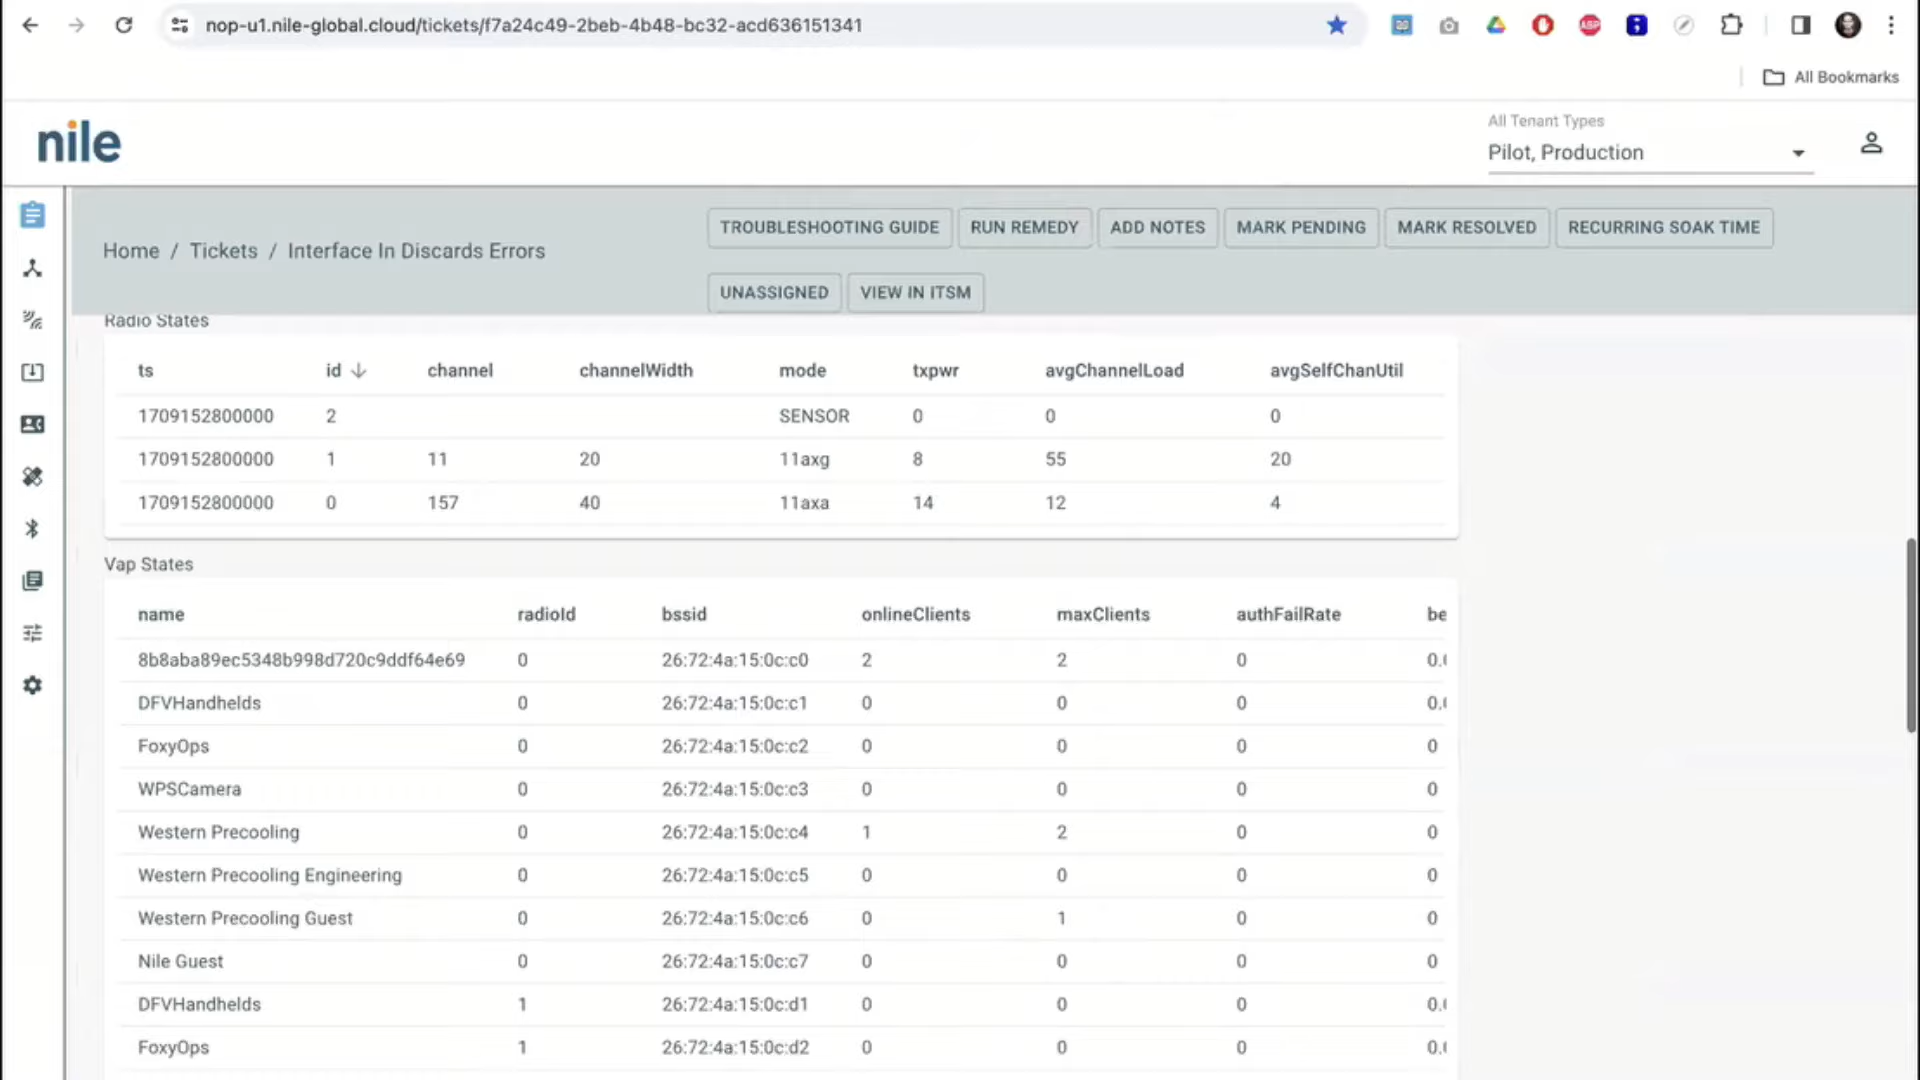 nop-u1.nile-global.cloud/tickets/f7a24c49-2beb-4b48-bc32-acd636151341
ABP
All Bookmarks
nile
All Tenant Types
Pilot, Production
Home / Tickets / Interface In Discards Errors
TROUBLESHOOTING GUIDE RUN REMEDY ADD NOTES MARK PENDING MARK RESOLVED RECURRING SOAK TIME
UNASSIGNED VIEW IN ITSM
Radio States
ts id channel channelWidth mode txpwr avgChannelLoad avgSelfChanUtil
1709152800000 2 SENSOR 0 0 0
1709152800000 1 11 20 11axg 8 55 20
1709152800000 0 157 40 11axa 14 12 4
Vap States
name radioId bssid onlineClients maxClients authFailRate be
8b8aba89ec5348b998d720c9ddf64e69 0 26:72:4a:15:0c:c0 2 2 0 0.
DFVHandhelds 0 26:72:4a:15:0c:c1 0 0 0 0.
FoxyOps 0 26:72:4a:15:0c:c2 0 0 0 0
WPSCamera 0 26:72:4a:15:0c:c3 0 0 0 0
Western Precooling 0 26:72:4a:15:0c:c4 1 2 0 0
Western Precooling Engineering 0 26:72:4a:15:0c:c5 0 0 0 0
Western Precooling Guest 0 26:72:4a:15:0c:c6 0 1 0 0
Nile Guest 0 26:72:4a:15:0c:c7 0 0 0 0
DFVHandhelds 1 26:72:4a:15:0c:d1 0 0 0 0.
FoxyOps 1 26:72:4a:15:0c:d2 0 0 0 0.